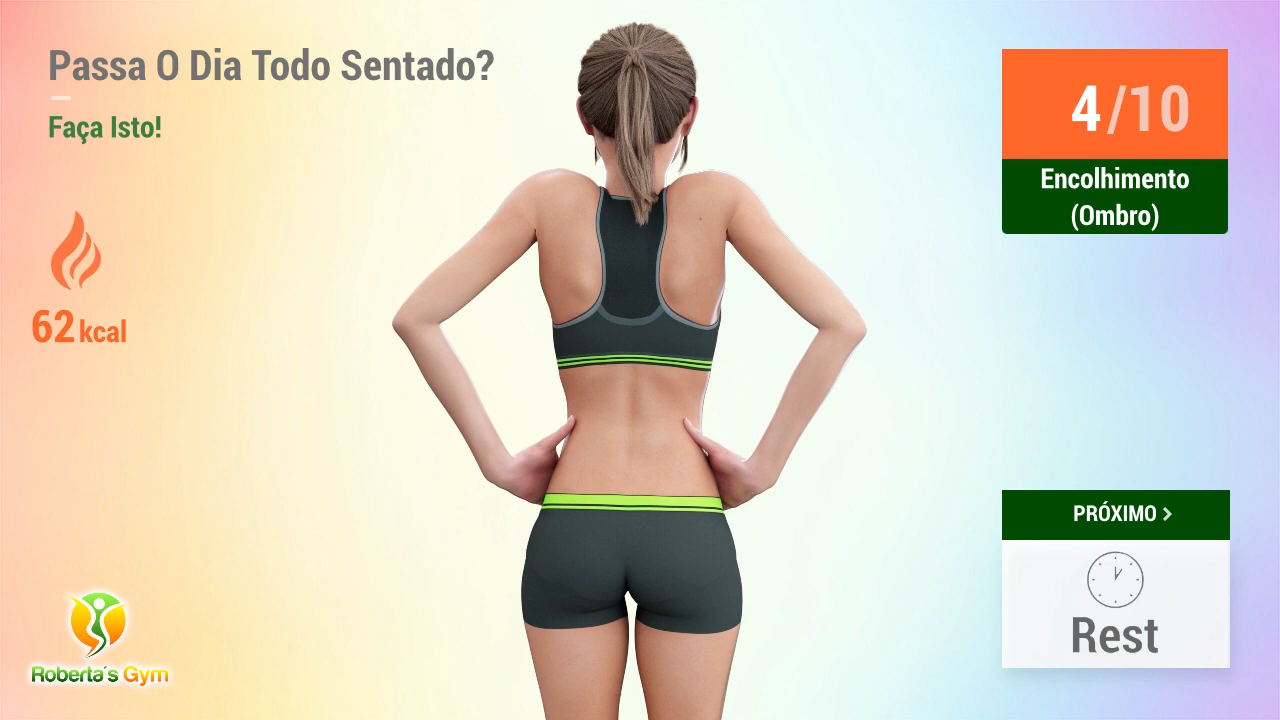 Passa O Dia Todo Sentado?
Faça Isto!
62 kcal
4/10
Encolhimento
(Ombro)
PRÓXIMO >
Rest
Roberta´s Gym